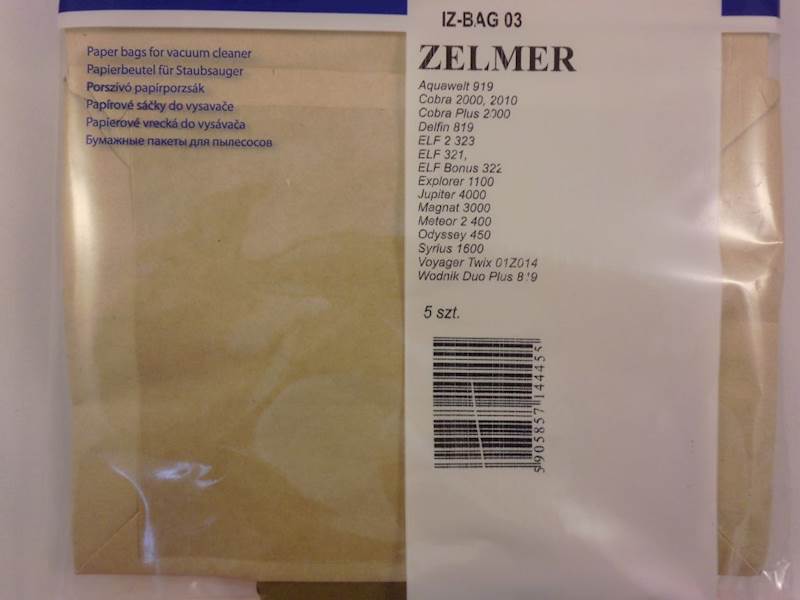 Paper bags for vacuum cleaner
Papierbeutel für Staubsauger
Porszívó papírporzsák
Papírové sáčky do vysavače
Papierové vrecká do vysávača
Бумажные пакеты для пылесосов
IZ-BAG 03
ZELMER
Aquawelt 919
Cobra 2000, 2010
Cobra Plus 2000
Delfin 819
ELF 2 323
ELF 321,
ELF Bonus 322
Explorer 1100
Jupiter 4000
Magnat 3000
Meteor 2 400
Odyssey 450
Syrius 1600
Voyager Twix 01Z014
Wodnik Duo Plus 819
5 szt.
5905857144455